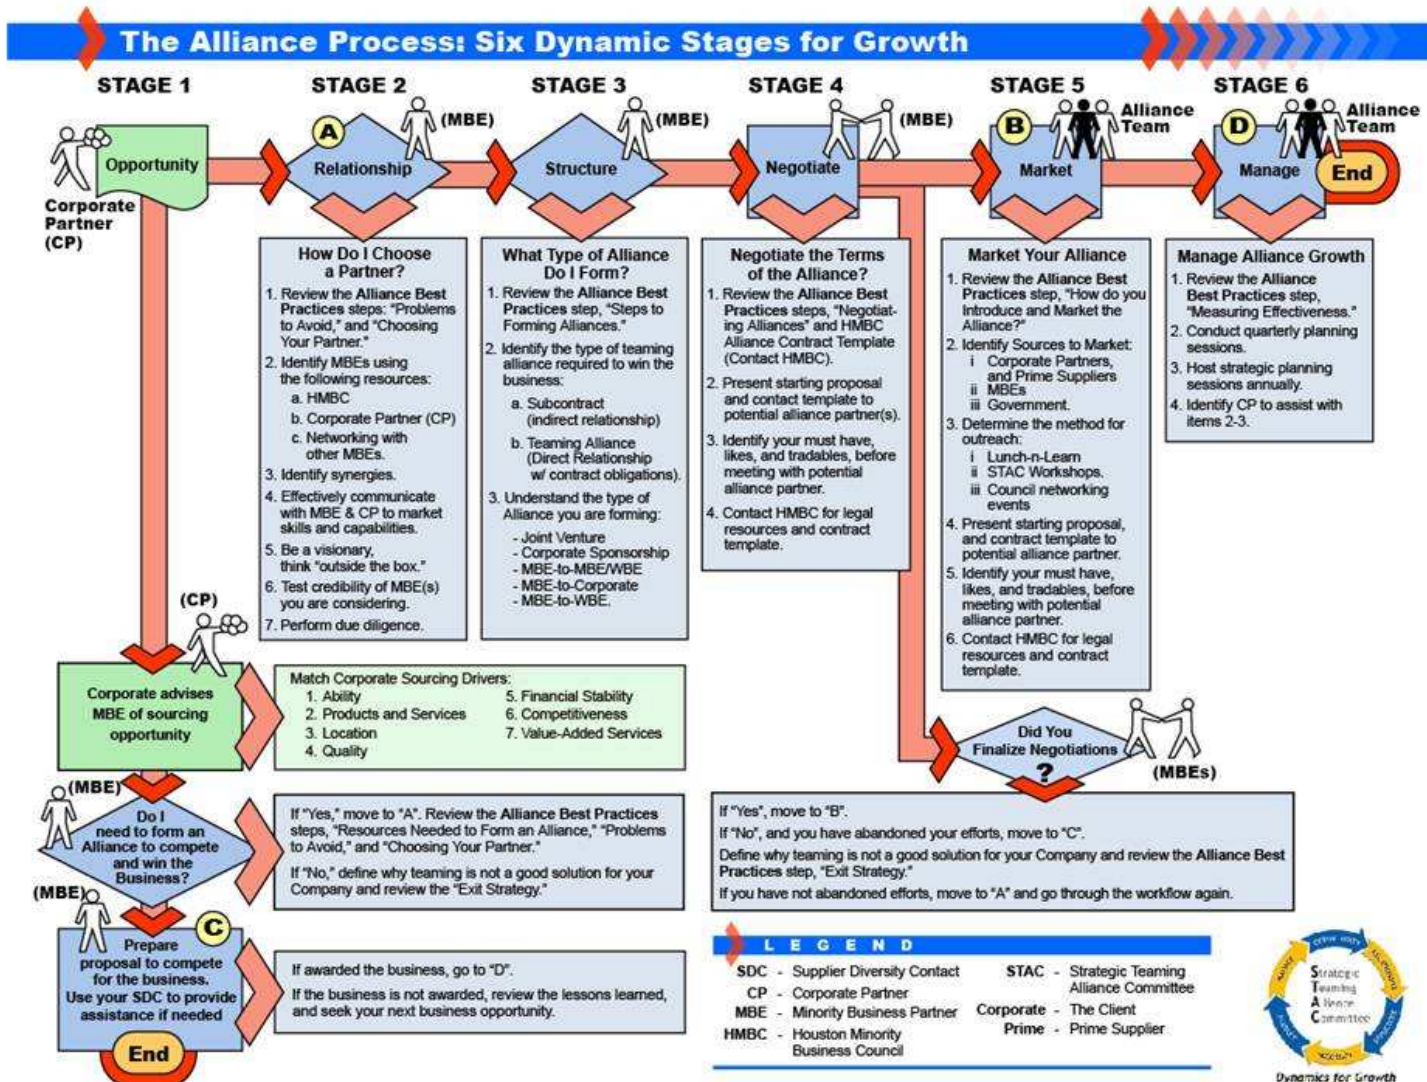 The Alliance Process: Six Dynamic Stages for Growth
STAGE 1
STAGE 2
STAGE 3
STAGE 4
STAGE 5
STAGE 6
Corporate
Partner
(CP)
Opportunity
A
Relationship
(MBE)
Structure
(MBE)
Negotiate
(MBE)
B
Market
Alliance
Team
D
Manage
Alliance
Team
End
How Do I Choose
a Partner?
1. Review the Alliance Best
Practices steps: “Problems
to Avoid,” and “Choosing
Your Partner.”
2. Identify MBEs using
the following resources:
a. HMBC
b. Corporate Partner (CP)
c. Networking with
other MBEs.
3. Identify synergies.
4. Effectively communicate
with MBE & CP to market
skills and capabilities.
5. Be a visionary,
think “outside the box.”
6. Test credibility of MBE(s)
you are considering.
7. Perform due diligence.
What Type of Alliance
Do I Form?
1. Review the Alliance Best
Practices step, “Steps to
Forming Alliances.”
2. Identify the type of teaming
alliance required to win the
business:
a. Subcontract
(indirect relationship)
b. Teaming Alliance
(Direct Relationship
w/ contract obligations).
3. Understand the type of
Alliance you are forming:
- Joint Venture
- Corporate Sponsorship
- MBE-to-MBE/WBE
- MBE-to-Corporate
- MBE-to-WBE.
Negotiate the Terms
of the Alliance?
1. Review the Alliance Best
Practices steps, “Negotiat-
ing Alliances” and HMBC
Alliance Contract Template
(Contact HMBC).
2. Present starting proposal
and contact template to
potential alliance partner(s).
3. Identify your must have,
likes, and tradables, before
meeting with potential
alliance partner.
4. Contact HMBC for legal
resources and contract
template.
Market Your Alliance
1. Review the Alliance Best
Practices step, “How do you
Introduce and Market the
Alliance?”
2. Identify Sources to Market:
i Corporate Partners,
and Prime Suppliers
ii MBEs
iii Government.
3. Determine the method for
outreach:
i Lunch-n-Learn
ii STAC Workshops.
iii Council networking
events
4. Present starting proposal,
and contract template to
potential alliance partner.
5. Identify your must have,
likes, and tradables, before
meeting with potential
alliance partner.
6. Contact HMBC for legal
resources and contract
template.
Manage Alliance Growth
1. Review the Alliance
Best Practices step,
“Measuring Effectiveness.”
2. Conduct quarterly planning
sessions.
3. Host strategic planning
sessions annually.
4. Identify CP to assist with
items 2-3.
(CP)
Corporate advises
MBE of sourcing
opportunity
Match Corporate Sourcing Drivers:
1. Ability
2. Products and Services
3. Location
4. Quality
5. Financial Stability
6. Competitiveness
7. Value-Added Services
(MBE)
Do I
need to form an
Alliance to compete
and win the
Business?
If “Yes,” move to “A”. Review the Alliance Best Practices
steps, “Resources Needed to Form an Alliance,” “Problems
to Avoid,” and “Choosing Your Partner.”
If “No,” define why teaming is not a good solution for your
Company and review the “Exit Strategy.”
(MBE)
C
Prepare
proposal to compete
for the business.
Use your SDC to provide
assistance if needed
End
If awarded the business, go to “D”.
If the business is not awarded, review the lessons learned,
and seek your next business opportunity.
Did You
Finalize Negotiations
?
(MBEs)
If “Yes”, move to “B”.
If “No”, and you have abandoned your efforts, move to “C”.
Define why teaming is not a good solution for your Company and review the Alliance Best
Practices step, “Exit Strategy.”
If you have not abandoned efforts, move to “A” and go through the workflow again.
LEGEND
SDC - Supplier Diversity Contact
CP - Corporate Partner
MBE - Minority Business Partner
HMBC - Houston Minority
Business Council
STAC - Strategic Teaming
Alliance Committee
Corporate - The Client
Prime - Prime Supplier
Strategic
Teaming
Alliance
Committee
Dynamics for Growth